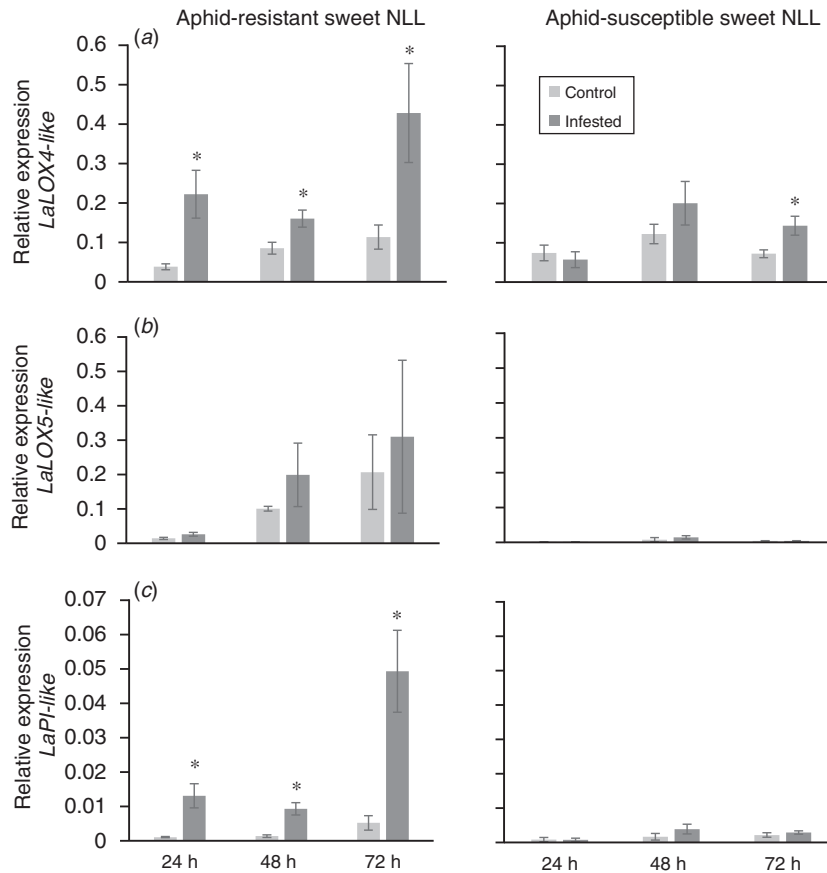 Aphid-resistant sweet NLL
Aphid-susceptible sweet NLL
(a)
Relative expression
LaLOX4-like
0.6
0.5
0.4
0.3
0.2
0.1
0
*
*
*
Control
Infested
*
(b)
Relative expression
LaLOX5-like
0.6
0.5
0.4
0.3
0.2
0.1
0
(c)
Relative expression
LaPI-like
0.07
0.06
0.05
0.04
0.03
0.02
0.01
0
*
*
*
24 h
48 h
72 h
24 h
48 h
72 h